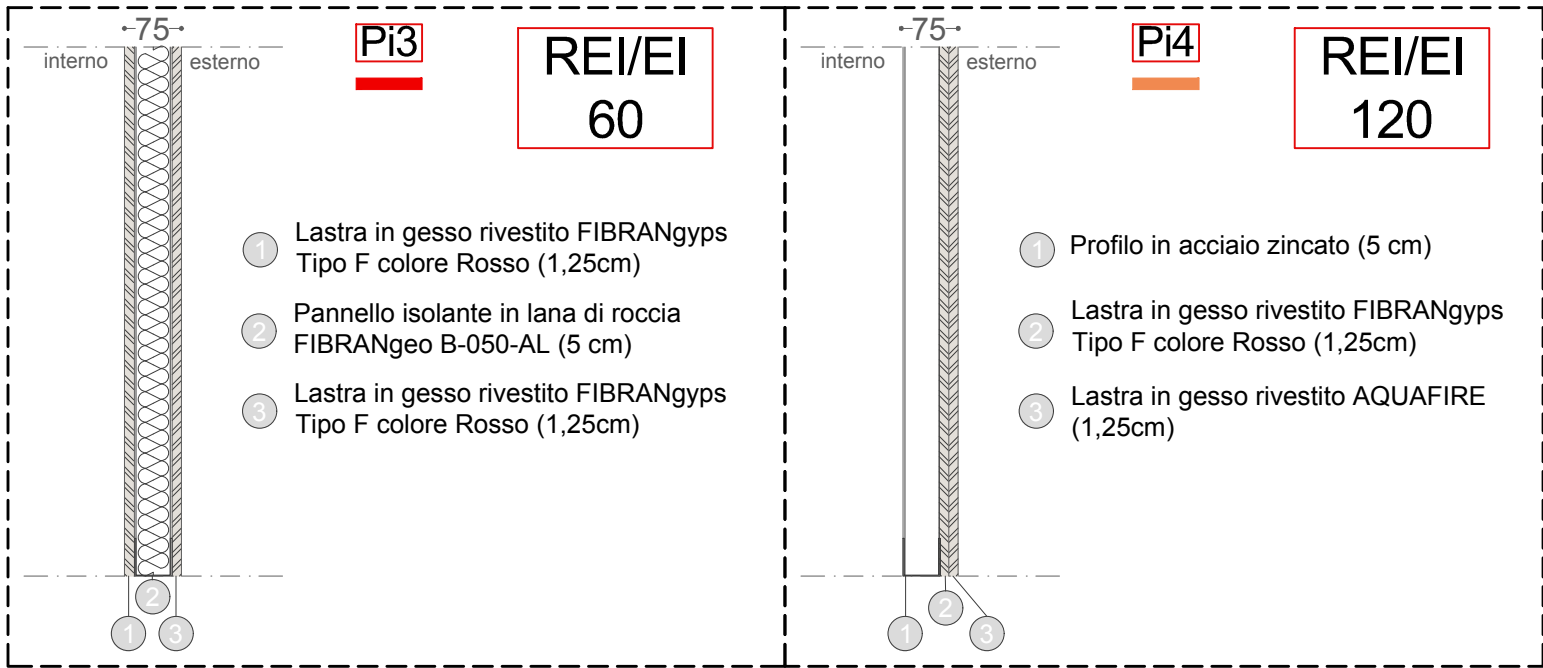 75
interno
esterno
Pi3
REI/EI
60
1 Lastra in gesso rivestito FIBRANgyps
Tipo F colore Rosso (1,25cm)
2 Pannello isolante in lana di roccia
FIBRANgeo B-050-AL (5 cm)
3 Lastra in gesso rivestito FIBRANgyps
Tipo F colore Rosso (1,25cm)
2
1
3
75
interno
esterno
Pi4
REI/EI
120
1 Profilo in acciaio zincato (5 cm)
2 Lastra in gesso rivestito FIBRANgyps
Tipo F colore Rosso (1,25cm)
3 Lastra in gesso rivestito AQUAFIRE
(1,25cm)
2
1
3